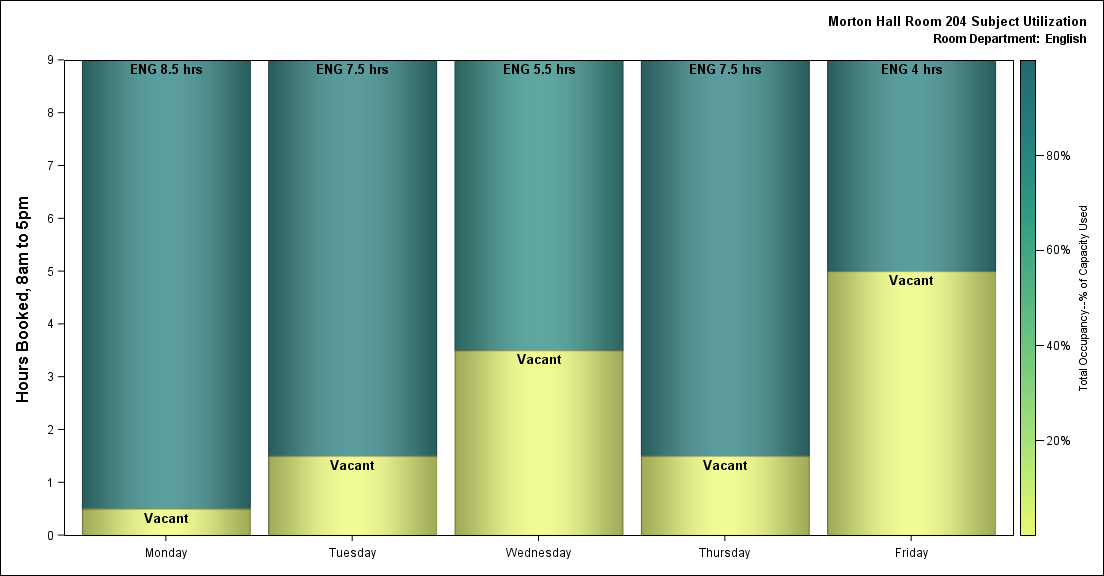 Morton Hall Room 204 Subject Utilization
Room Department: English
Hours Booked, 8am to 5pm
9
8
7
6
5
4
3
2
1
0
ENG 8.5 hrs
ENG 7.5 hrs
ENG 5.5 hrs
ENG 7.5 hrs
ENG 4 hrs
Vacant
Vacant
Vacant
Vacant
Vacant
Monday
Tuesday
Wednesday
Thursday
Friday
80%
60%
40%
20%
Total Occupancy--% of Capacity Used